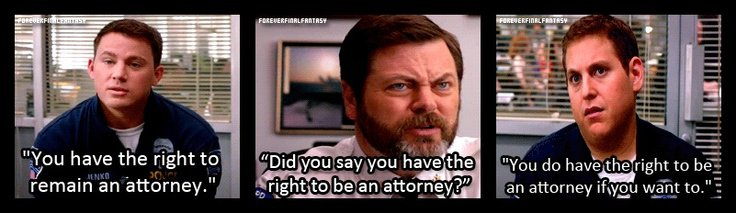 FOREVERFINALFANTASY
"You have the right to
remain an attorney."
JENKO
FOREVERFINALFANTASY
“Did you say you have the
right to be an attorney?”
FOREVERFINALFANTASY
"You do have the right to be
an attorney if you want to."